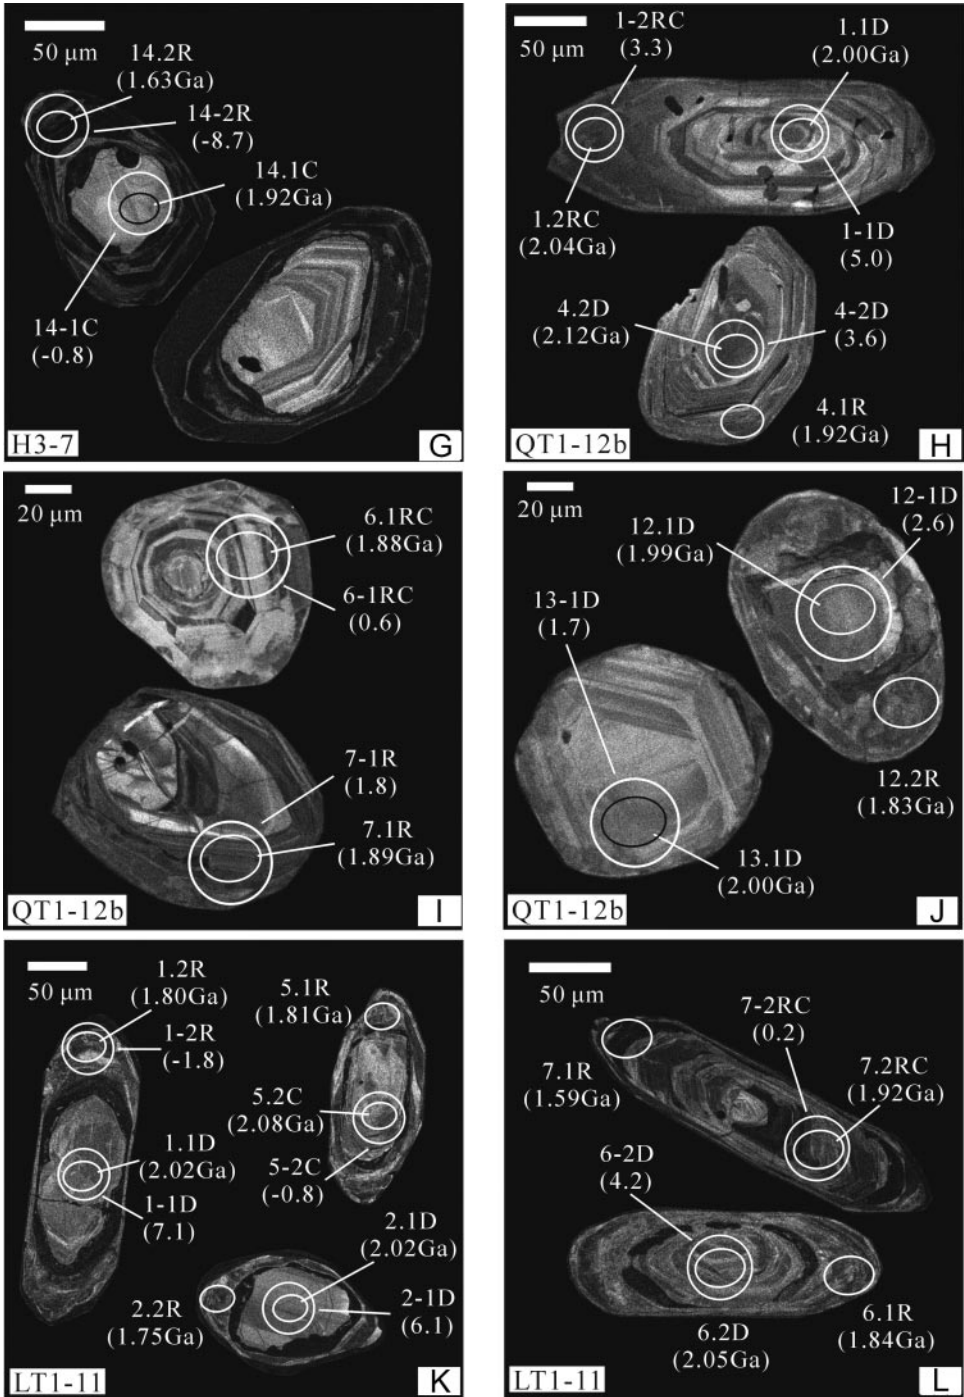 50 μm
14.2R
(1.63Ga)
14-2R
(-8.7)
14.1C
(1.92Ga)
14-1C
(-0.8)
H3-7
G
50 μm
1-2RC
(3.3)
1.1D
(2.00Ga)
1.2RC
(2.04Ga)
1-1D
(5.0)
4.2D
(2.12Ga)
4-2D
(3.6)
4.1R
(1.92Ga)
QT1-12b
H
20 μm
6.1RC
(1.88Ga)
6-1RC
(0.6)
7-1R
(1.8)
7.1R
(1.89Ga)
QT1-12b
I
20 μm
12-1D
(2.6)
12.1D
(1.99Ga)
13-1D
(1.7)
12.2R
(1.83Ga)
13.1D
(2.00Ga)
QT1-12b
J
50 μm
1.2R
(1.80Ga)
1-2R
(-1.8)
5.1R
(1.81Ga)
5.2C
(2.08Ga)
5-2C
(-0.8)
1.1D
(2.02Ga)
1-1D
(7.1)
2.1D
(2.02Ga)
2-1D
(6.1)
2.2R
(1.75Ga)
LT1-11
K
50 μm
7-2RC
(0.2)
7.2RC
(1.92Ga)
7.1R
(1.59Ga)
6-2D
(4.2)
6.2D
(2.05Ga)
6.1R
(1.84Ga)
LT1-11
L